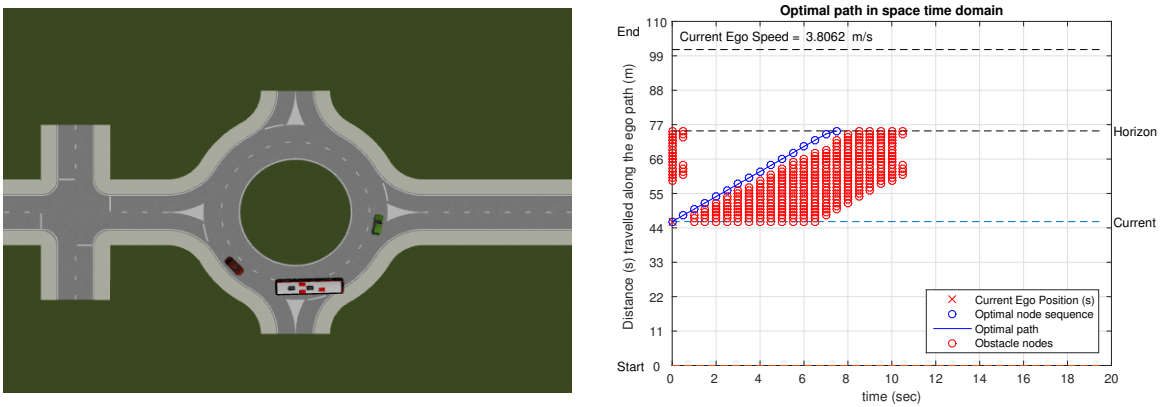 Optimal path in space time domain
End
110
Current Ego Speed = 3.8062 m/s
99
88
77
Horizon
66
55
Current
44
33
22
11
Start
0
Distance (s) travelled along the ego path (m)
Current Ego Position (s)
Optimal node sequence
Optimal path
Obstacle nodes
0 2 4 6 8 10 12 14 16 18 20
time (sec)